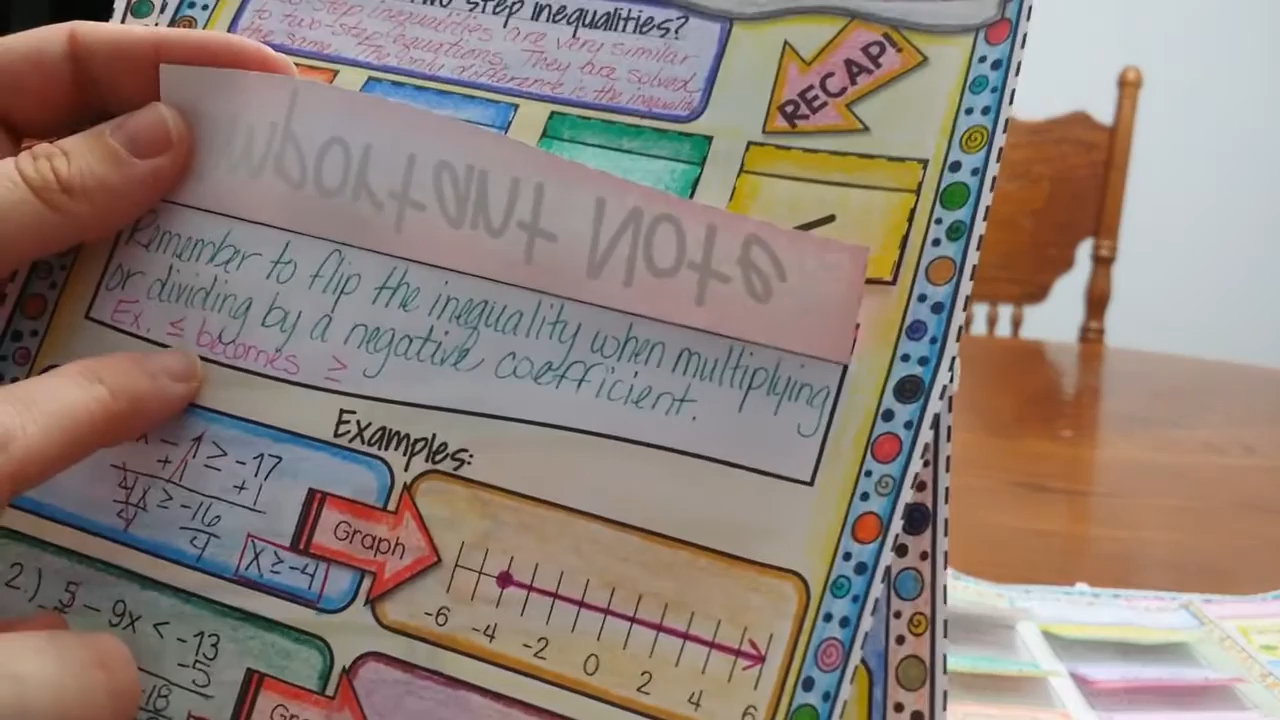 Two step inequalities?
Two-step inequalities are very similar
to two-step equations. They are solved
the same. The only difference is the inequality
RECAP!
Important Note
Remember to flip the inequality when multiplying
or dividing by a negative coefficient.
Ex. ≤ becomes ≥
Examples:
x - 1 ≥ -17
+1 +1
4x ≥ -16
4 4
x ≥ -4
Graph
-6 -4 -2 0 2 4 6
2.) 5 - 9x < -13
-5
-18